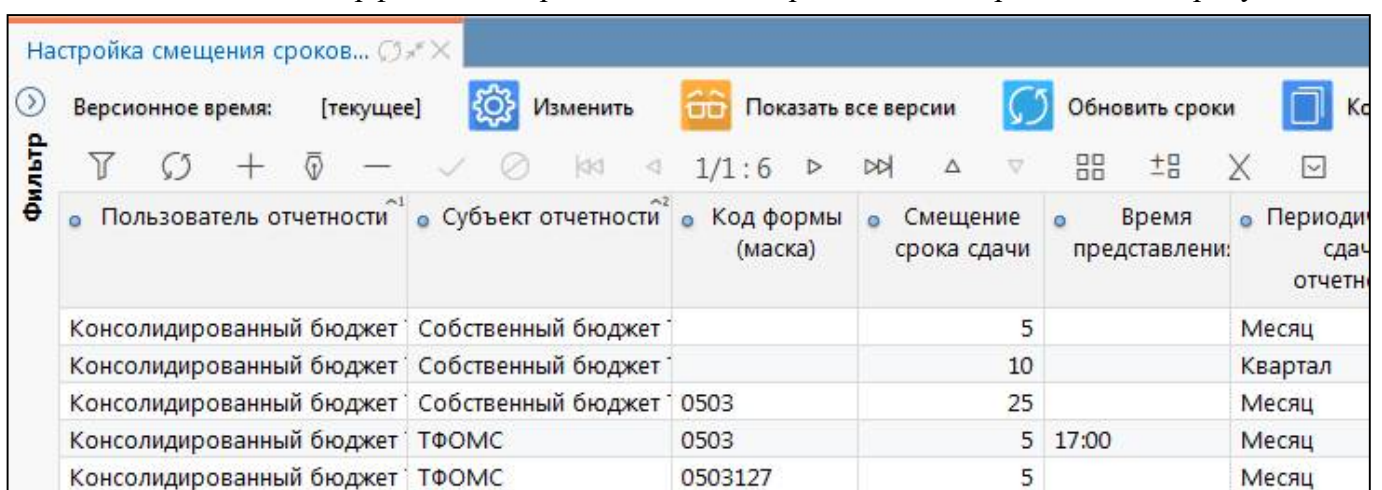 Настройка смещения сроков...
Версионное время: [текущее] Изменить Показать все версии Обновить сроки
Фильтр
1/1 : 6
Пользователь отчетности 1 Субъект отчетности 2 Код формы Смещение Время
(маска) срока сдачи
Консолидированный бюджет Собственный бюджет 5 Месяц
Консолидированный бюджет Собственный бюджет 10 Квартал
Консолидированный бюджет Собственный бюджет 0503 25 Месяц
Консолидированный бюджет ТФОМС 0503 5 17:00 Месяц
Консолидированный бюджет ТФОМС 0503127 5 Месяц